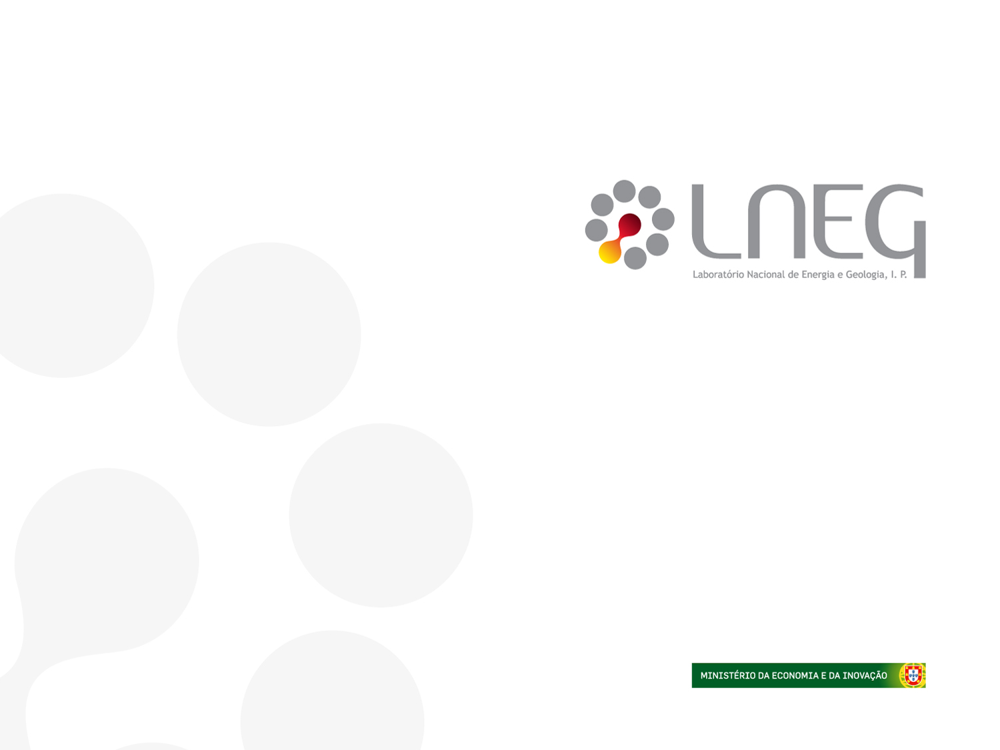 LNEG
Laboratório Nacional de Energia e Geologia, I. P.
MINISTÉRIO DA ECONOMIA E DA INOVAÇÃO